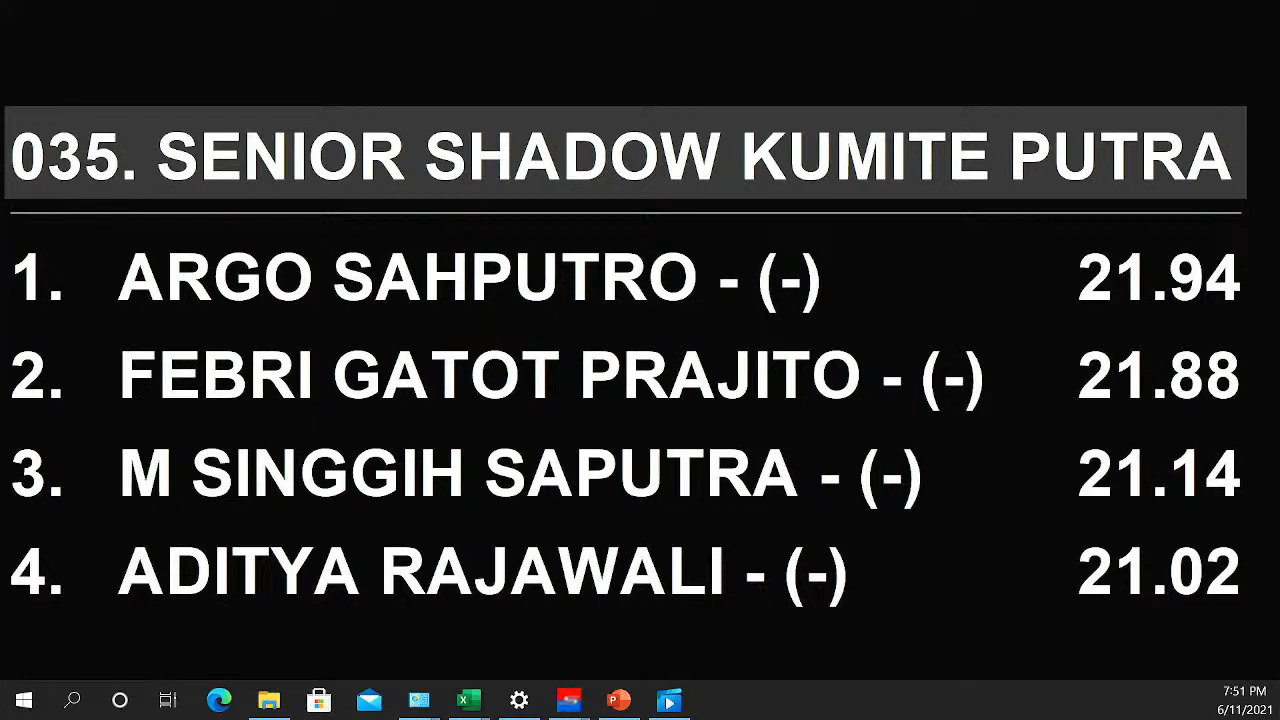 035. SENIOR SHADOW KUMITE PUTRA
1. ARGO SAHPUTRO - (-) 21.94
2. FEBRI GATOT PRAJITO - (-) 21.88
3. M SINGGIH SAPUTRA - (-) 21.14
4. ADITYA RAJAWALI - (-) 21.02
7:51 PM
6/11/2021